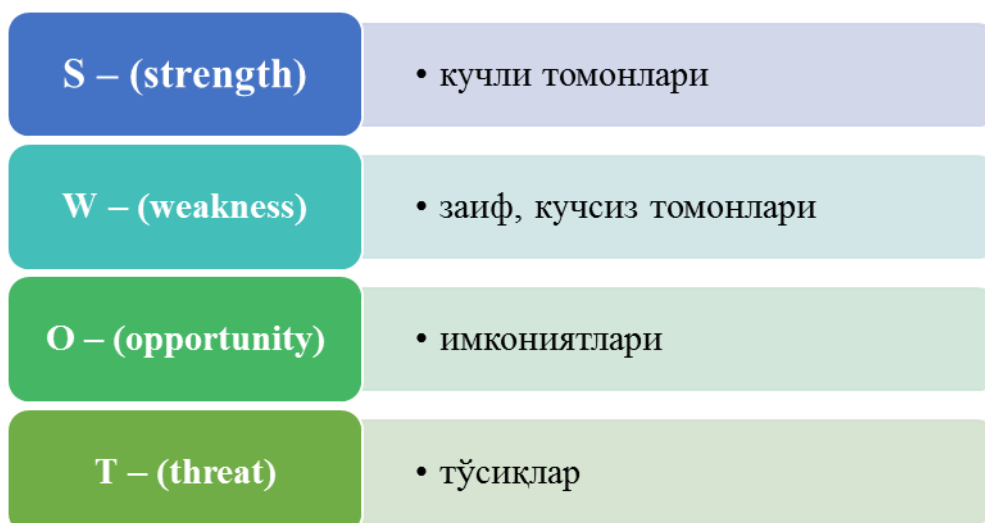 S – (strength)
• кучли томонлари
W – (weakness)
• заиф, кучсиз томонлари
O – (opportunity)
• имкониятлари
T – (threat)
• тўсиқлар